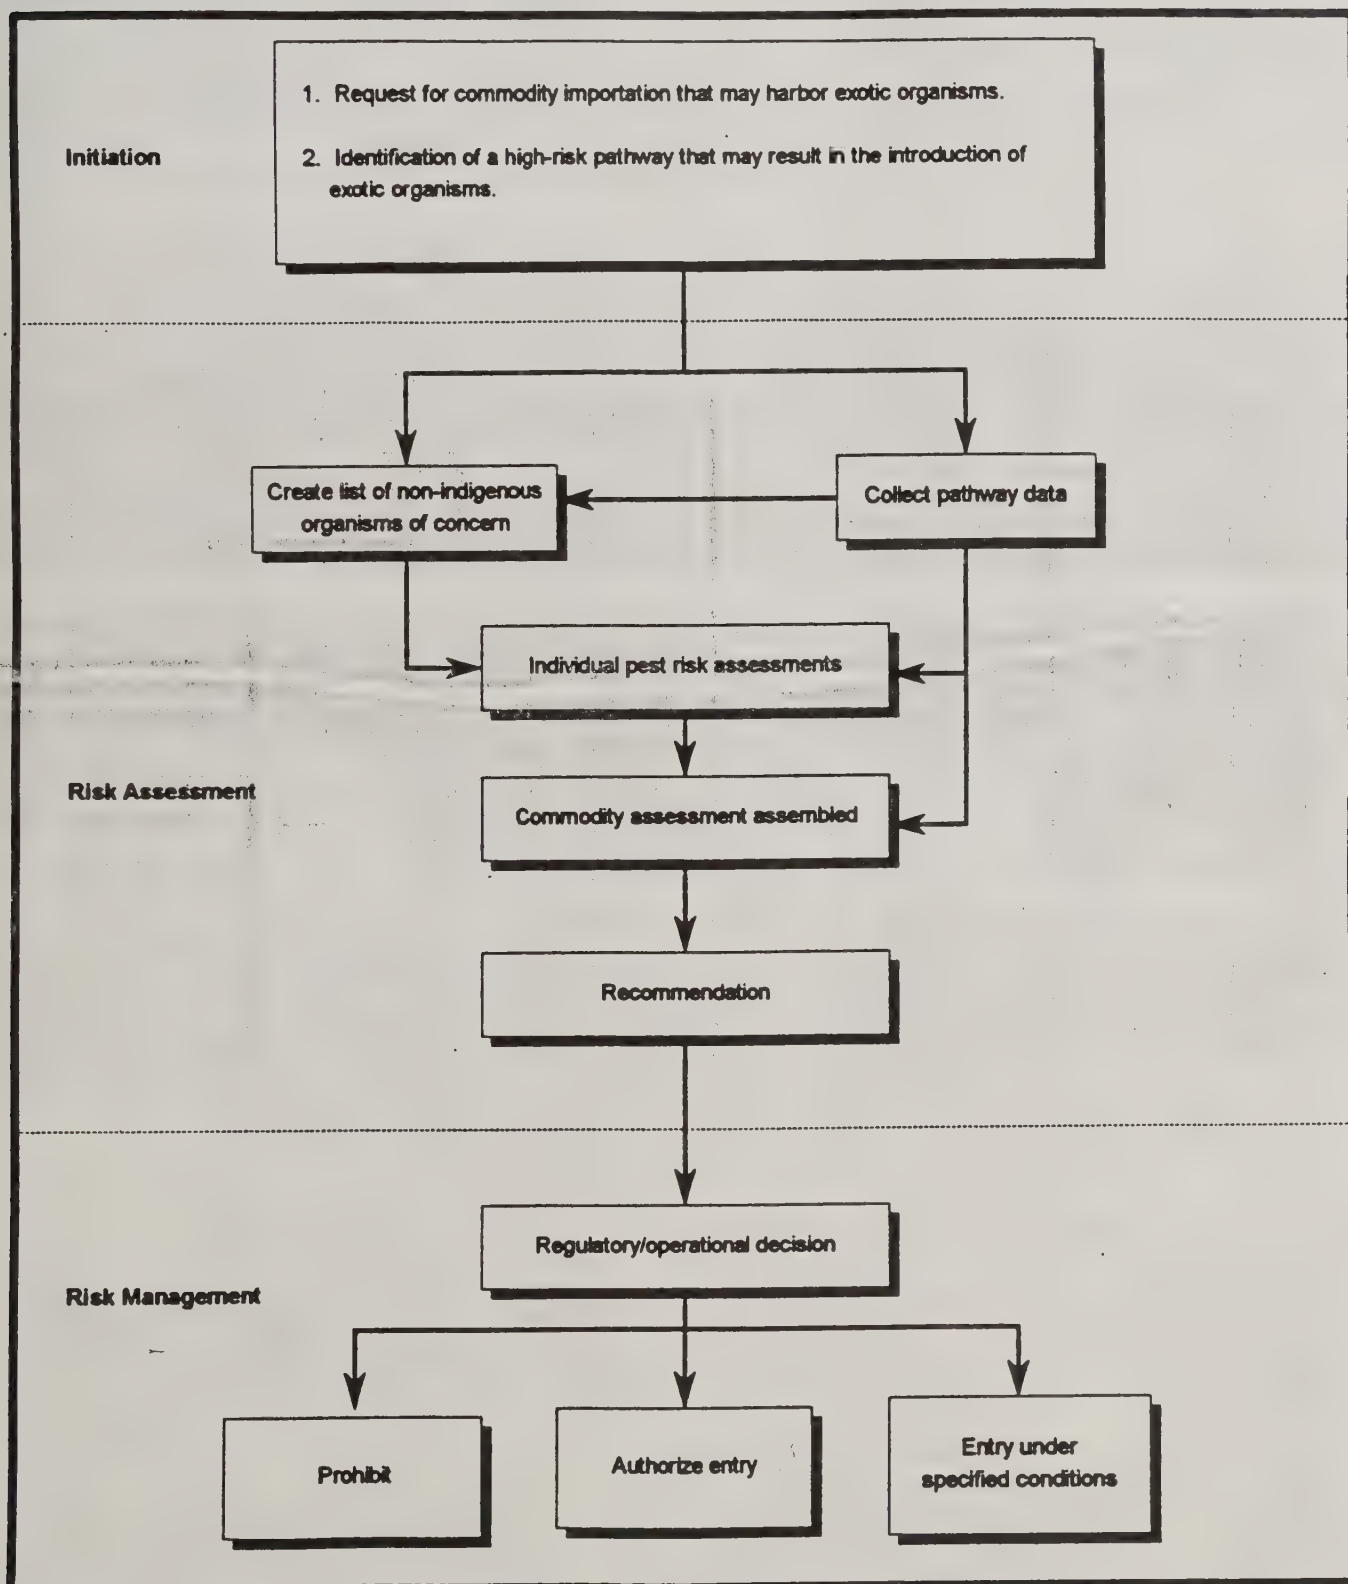 Initiation
1. Request for commodity importation that may harbor exotic organisms.
2. Identification of a high-risk pathway that may result in the introduction of
exotic organisms.
Create list of non-indigenous
organisms of concern
Collect pathway data
Individual pest risk assessments
Risk Assessment
Commodity assessment assembled
Recommendation
Regulatory/operational decision
Risk Management
Prohibit
Authorize entry
Entry under
specified conditions